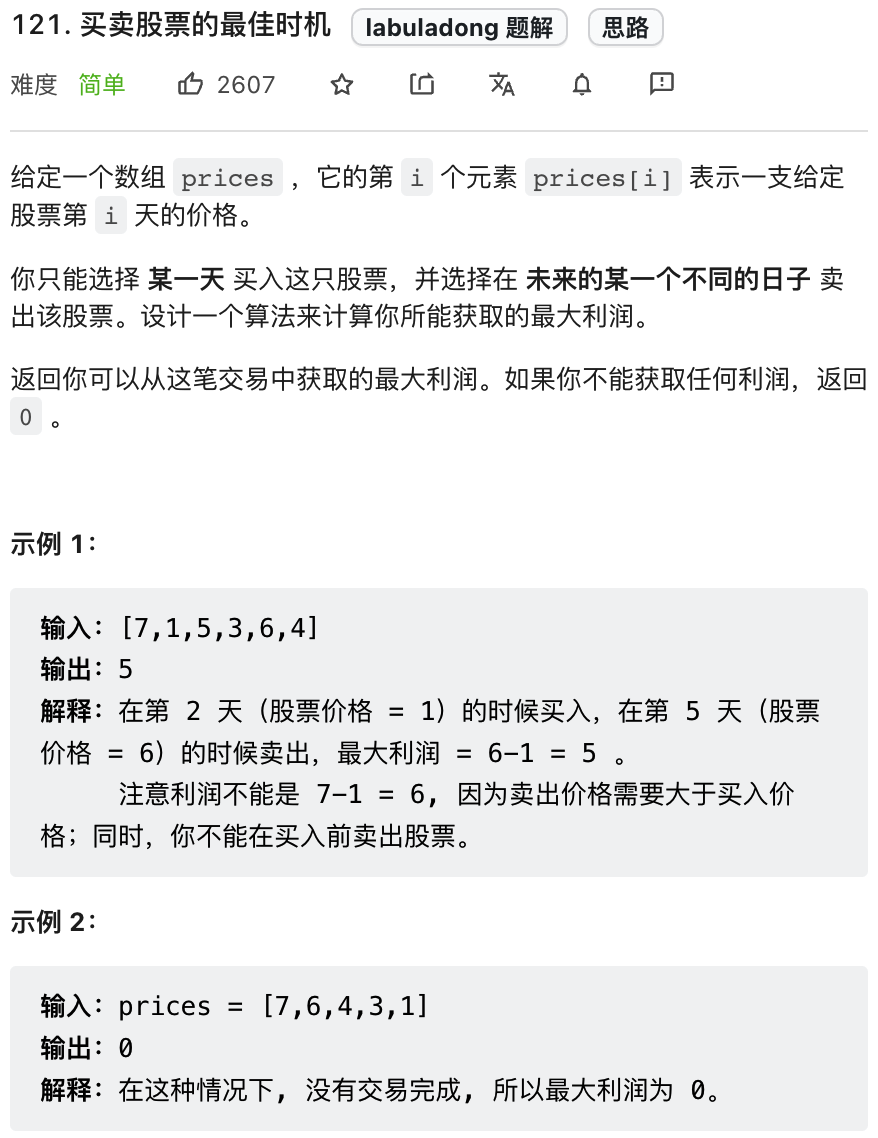 121. 买卖股票的最佳时机 labuladong 题解 思路
难度 简单 2607
给定一个数组 prices ，它的第 i 个元素 prices[i] 表示一支给定
股票第 i 天的价格。
你只能选择 某一天 买入这只股票，并选择在 未来的某一个不同的日子 卖
出该股票。设计一个算法来计算你所能获取的最大利润。
返回你可以从这笔交易中获取的最大利润。如果你不能获取任何利润，返回
0 。
示例 1：
输入：[7,1,5,3,6,4]
输出：5
解释：在第 2 天（股票价格 = 1）的时候买入，在第 5 天（股票
价格 = 6）的时候卖出，最大利润 = 6-1 = 5 。
注意利润不能是 7-1 = 6, 因为卖出价格需要大于买入价
格；同时，你不能在买入前卖出股票。
示例 2：
输入：prices = [7,6,4,3,1]
输出：0
解释：在这种情况下, 没有交易完成, 所以最大利润为 0。